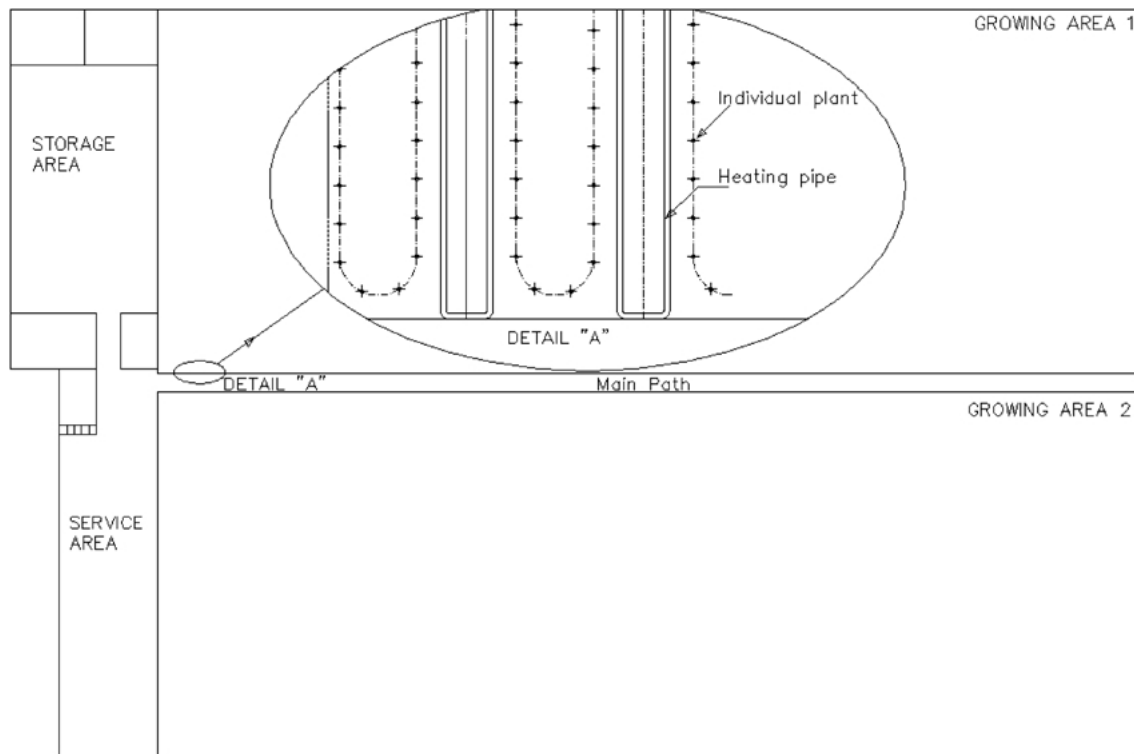 GROWING AREA 1
Individual plant
STORAGE
AREA
Heating pipe
DETAIL "A"
DETAIL "A"
Main Path
GROWING AREA 2
SERVICE
AREA